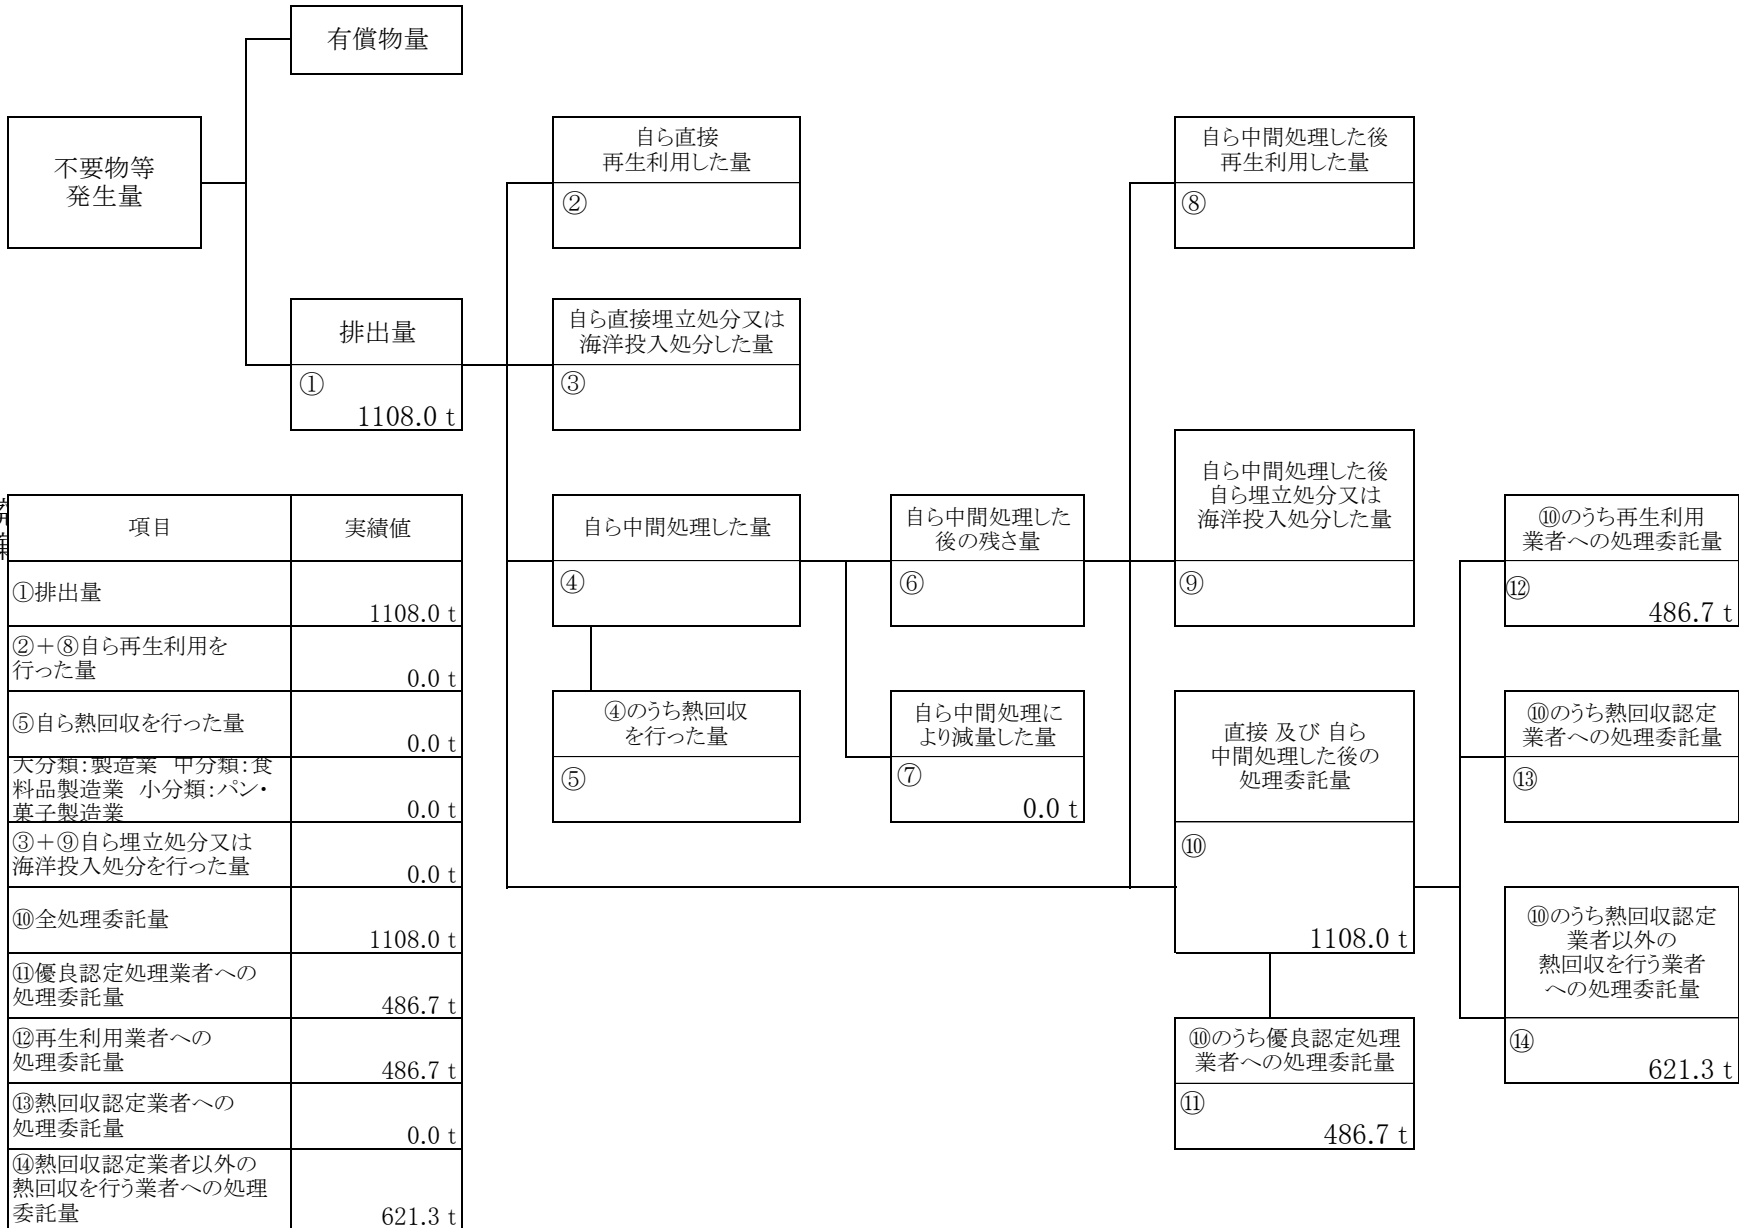 有償物量
不要物等
発生量
自ら直接
再生利用した量
②
自ら中間処理した後
再生利用した量
⑧
排出量
①
1108.0 t
自ら直接埋立処分又は
海洋投入処分した量
③
自ら中間処理した量
④
自ら中間処理した
後の残さ量
⑥
自ら中間処理した後
自ら埋立処分又は
海洋投入処分した量
⑨
⑩のうち再生利用
業者への処理委託量
⑫
486.7 t
④のうち熱回収
を行った量
⑤
自ら中間処理に
より減量した量
⑦
0.0 t
直接 及び 自ら
中間処理した後の
処理委託量
⑩
1108.0 t
⑩のうち熱回収認定
業者への処理委託量
⑬
⑩のうち熱回収認定
業者以外の
熱回収を行う業者
への処理委託量
⑭
621.3 t
⑩のうち優良認定処理
業者への処理委託量
⑪
486.7 t
項目
実績値
①排出量
1108.0 t
②＋⑧自ら再生利用を
行った量
0.0 t
⑤自ら熱回収を行った量
0.0 t
大分類：製造業　中分類：食
料品製造業　小分類：パン・
菓子製造業
0.0 t
③＋⑨自ら埋立処分又は
海洋投入処分を行った量
0.0 t
⑩全処理委託量
1108.0 t
⑪優良認定処理業者への
処理委託量
486.7 t
⑫再生利用業者への
処理委託量
486.7 t
⑬熱回収認定業者への
処理委託量
0.0 t
⑭熱回収認定業者以外の
熱回収を行う業者への処理
委託量
621.3 t